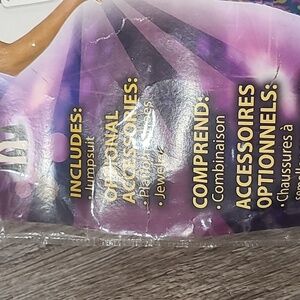 INCLUDES:
• Jumpsuit
OPTIONAL
ACCESSORIES:
• Jewelry
COMPREND:
• Combinaison
ACCESSOIRES
OPTIONNELS:
• Chaussures à